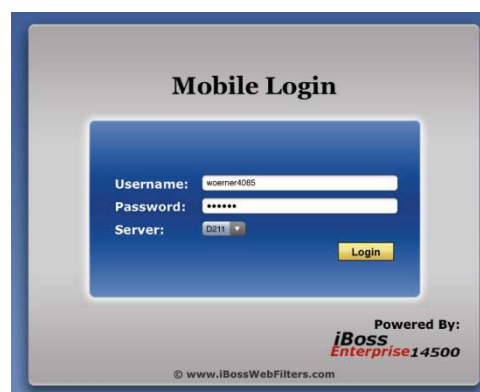 Mobile Login
Username: woerner4085
Password: ••••••
Server: D211
Login
Powered By:
iBoss
Enterprise14500
© www.iBossWebFilters.com